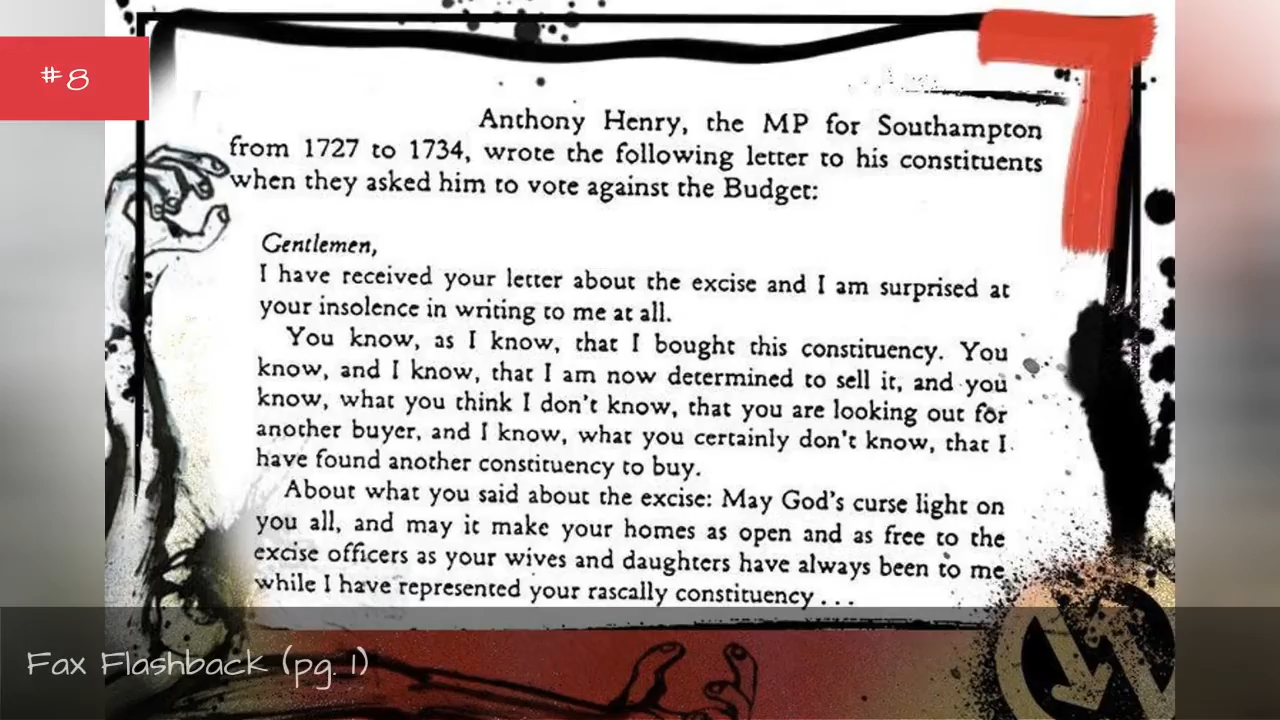 #8
Anthony Henry, the MP for Southampton
from 1727 to 1734, wrote the following letter to his constituents
when they asked him to vote against the Budget:
Gentlemen,
I have received your letter about the excise and I am surprised at
your insolence in writing to me at all.
You know, as I know, that I bought this constituency. You
know, and I know, that I am now determined to sell it, and you
know, what you think I don't know, that you are looking out for
another buyer, and I know, what you certainly don't know, that I
have found another constituency to buy.
About what you said about the excise: May God's curse light on
you all, and may it make your homes as open and as free to the
excise officers as your wives and daughters have always been to me
while I have represented your rascally constituency . . .
Fax Flashback (pg. 1)